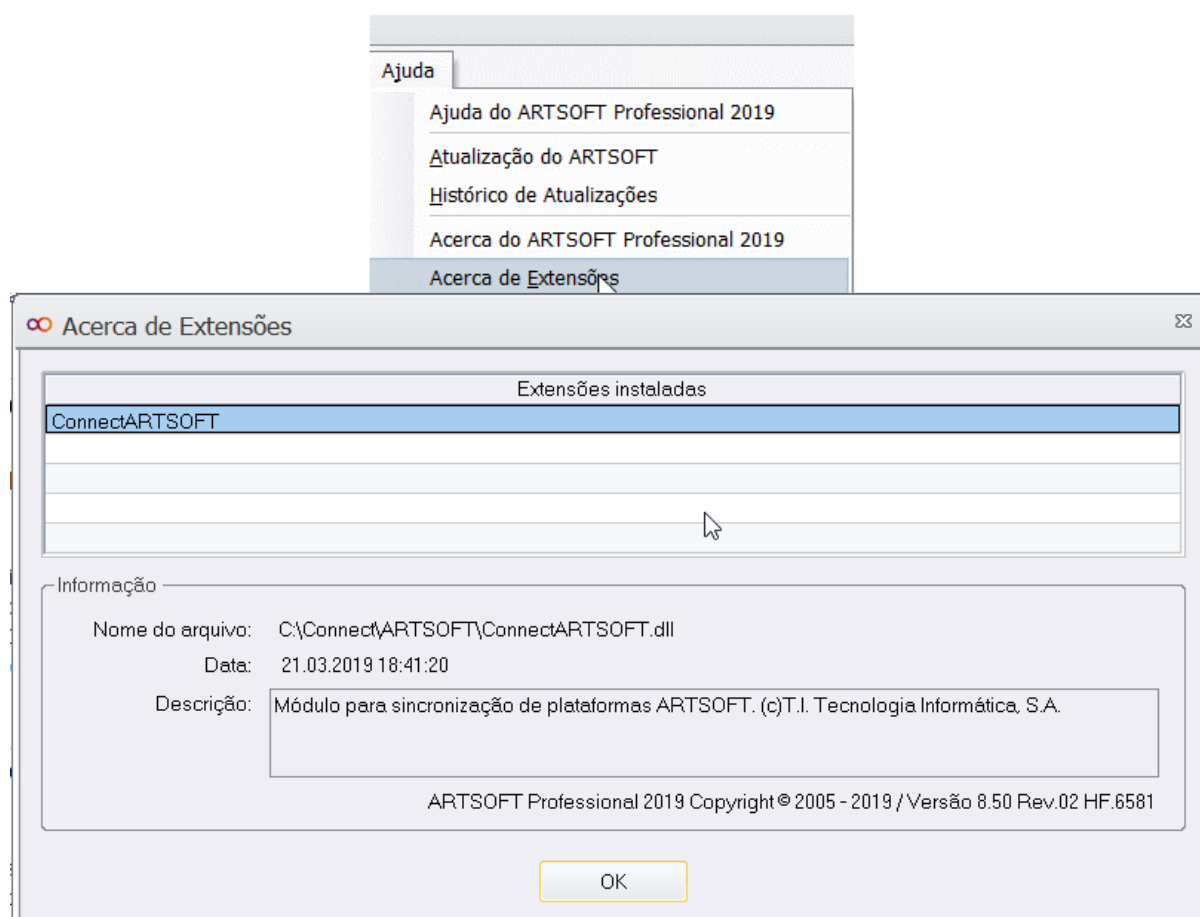 Ajuda
Ajuda do ARTSOFT Professional 2019
Atualização do ARTSOFT
Histórico de Atualizações
Acerca do ARTSOFT Professional 2019
Acerca de Extensões
Acerca de Extensões
Extensões instaladas
ConnectARTSOFT
Informação
Nome do arquivo: C:\Connect\ARTSOFT\ConnectARTSOFT.dll
Data: 21.03.2019 18:41:20
Descrição: Módulo para sincronização de plataformas ARTSOFT. (c)T.I. Tecnologia Informática, S.A.
ARTSOFT Professional 2019 Copyright © 2005 - 2019 / Versão 8.50 Rev.02 HF.6581
OK